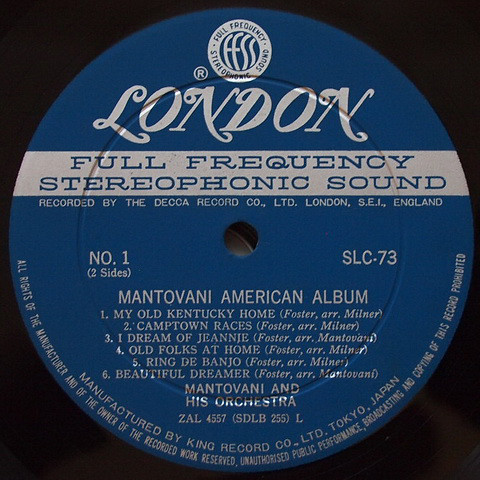 FULL FREQUENCY
ffss
STEREOPHONIC SOUND
®
LONDON
FULL FREQUENCY
STEREOPHONIC SOUND
RECORDED BY THE DECCA RECORD CO., LTD. LONDON, S.E.I., ENGLAND
NO. 1
(2 Sides)
SLC-73
MANTOVANI AMERICAN ALBUM
1. MY OLD KENTUCKY HOME (Foster, arr. Milner)
2. CAMPTOWN RACES (Foster, arr. Milner)
3. I DREAM OF JEANNJE (Foster, arr. Mantovani)
4. OLD FOLKS AT HOME (Foster, arr. Milner)
5. RING DE BANJO (Foster, arr. Milner)
6. BEAUTIFUL DREAMER (Foster, arr. Mantovani)
MANTOVANI AND
HIS ORCHESTRA
ZAL 4557 (SDLB 255) L
MANUFACTURED BY KING RECORD CO., LTD. TOKYO, JAPAN
ALL RIGHTS OF THE MANUFACTURER AND OF THE OWNER OF THE RECORDED WORK RESERVED, UNAUTHORISED PUBLIC PERFORMANCE, BROADCASTING AND COPYING OF THIS RECORD PROHIBITED